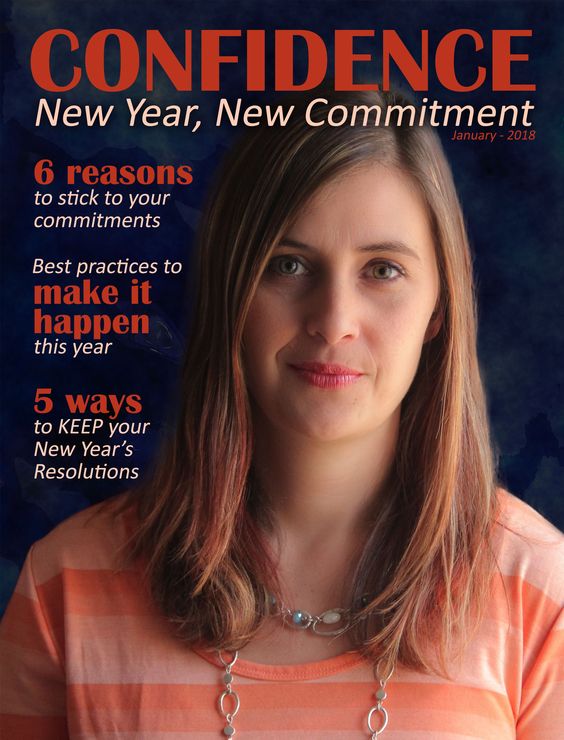 CONFIDENCE
New Year, New Commitment
January - 2018
6 reasons
to stick to your
commitments
Best practices to
make it
happen
this year
5 ways
to KEEP your
New Year's
Resolutions